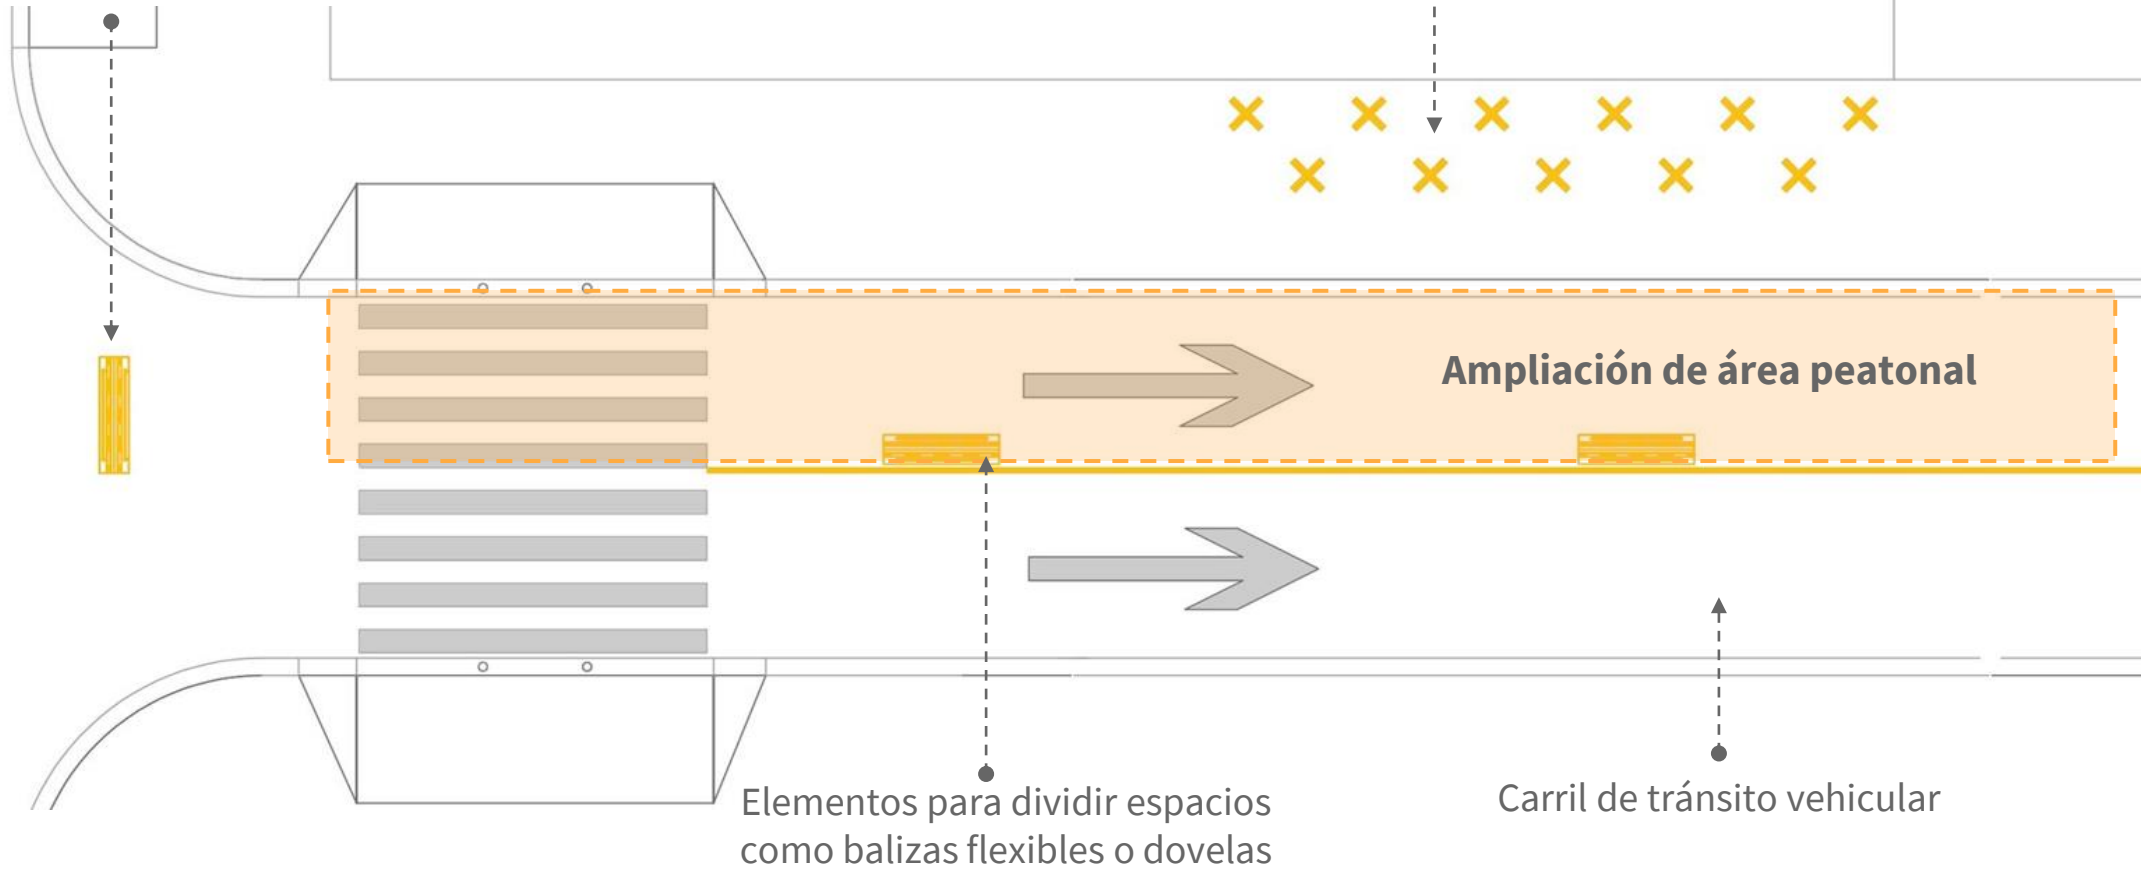 Ampliación de área peatonal
Elementos para dividir espacios
como balizas flexibles o dovelas
Carril de tránsito vehicular